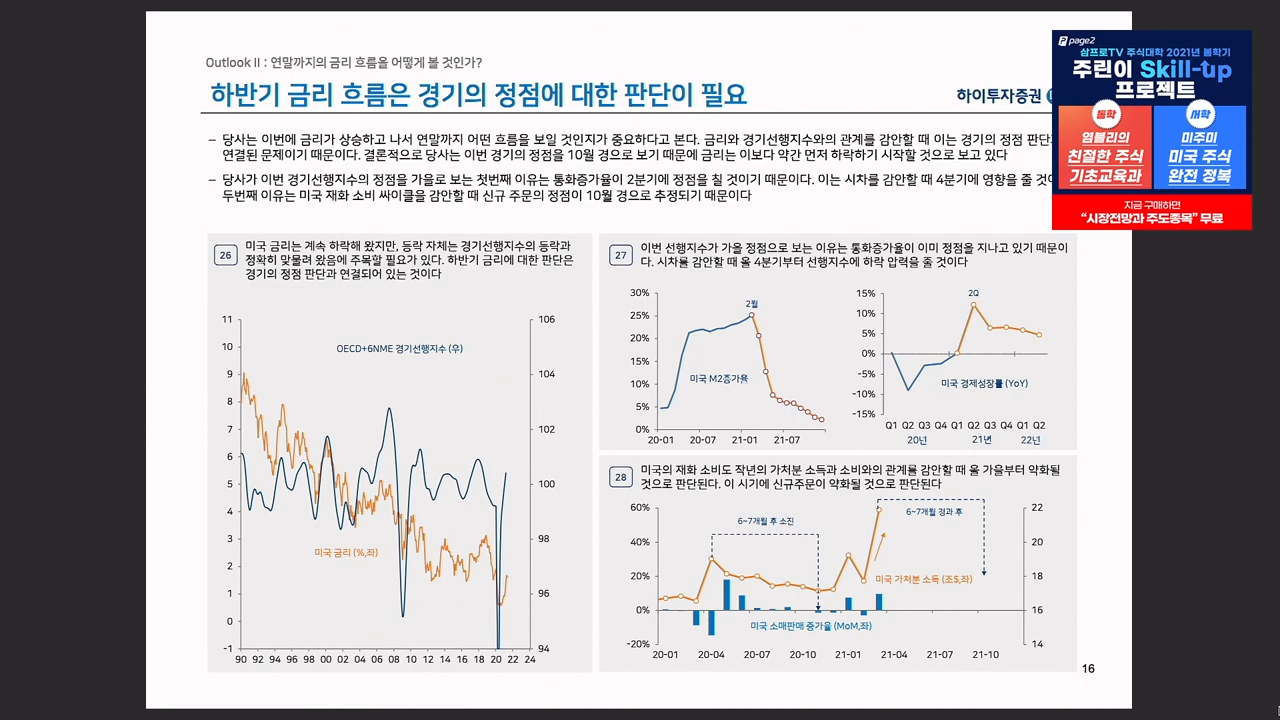 Outlook II : 연말까지의 금리 흐름을 어떻게 볼 것인가?
하반기 금리 흐름은 경기의 정점에 대한 판단이 필요
하이투자증권
– 당사는 이번에 금리가 상승하고 나서 연말까지 어떤 흐름을 보일 것인지가 중요하다고 본다. 금리와 경기선행지수와의 관계를 감안할 때 이는 경기의 정점 판단
연결된 문제이기 때문이다. 결론적으로 당사는 이번 경기의 정점을 10월 경으로 보기 때문에 금리는 이보다 약간 먼저 하락하기 시작할 것으로 보고 있다
– 당사가 이번 경기선행지수의 정점을 가을로 보는 첫번째 이유는 통화증가율이 2분기에 정점을 칠 것이기 때문이다. 이는 시차를 감안할 때 4분기에 영향을 줄
두번째 이유는 미국 재화 소비 싸이클을 감안할 때 신규 주문의 정점이 10월 경으로 추정되기 때문이다
page2
삼프로TV 주식대학 2021년 봄학기
주린이 Skill-up
프로젝트
동학
염블리의
친절한 주식
기초교육과
서학
미주미
미국 주식
완전 정복
지금 구매하면
“시장전망과 주도종목” 무료
26
미국 금리는 계속 하락해 왔지만, 등락 자체는 경기선행지수의 등락과
정확히 맞물려 왔음에 주목할 필요가 있다. 하반기 금리에 대한 판단은
경기의 정점 판단과 연결되어 있는 것이다
11
10
9
8
7
6
5
4
3
2
1
0
-1
106
104
102
100
98
96
94
OECD+6NME 경기선행지수 (우)
미국 금리 (%,좌)
90 92 94 96 98 00 02 04 06 08 10 12 14 16 18 20 22 24
27
이번 선행지수가 가을 정점으로 보는 이유는 통화증가율이 이미 정점을 지나고 있기 때문이
다. 시차를 감안할 때 올 4분기부터 선행지수에 하락 압력을 줄 것이다
30%
25%
20%
15%
10%
5%
0%
2월
미국 M2증가율
20-01 20-07 21-01 21-07
15%
10%
5%
0%
-5%
-10%
-15%
2Q
미국 경제성장률 (YoY)
Q1 Q2 Q3 Q4 Q1 Q2 Q3 Q4 Q1 Q2
20년 21년 22년
28
미국의 재화 소비도 작년의 가처분 소득과 소비와의 관계를 감안할 때 올 가을부터 약화될
것으로 판단된다. 이 시기에 신규주문이 약화될 것으로 판단된다
60%
40%
20%
0%
-20%
22
20
18
16
14
6~7개월 후 소진
6~7개월 경과 후
미국 가처분 소득 (조$,좌)
미국 소매판매 증가율 (MoM,좌)
20-01 20-04 20-07 20-10 21-01 21-04 21-07 21-10
16